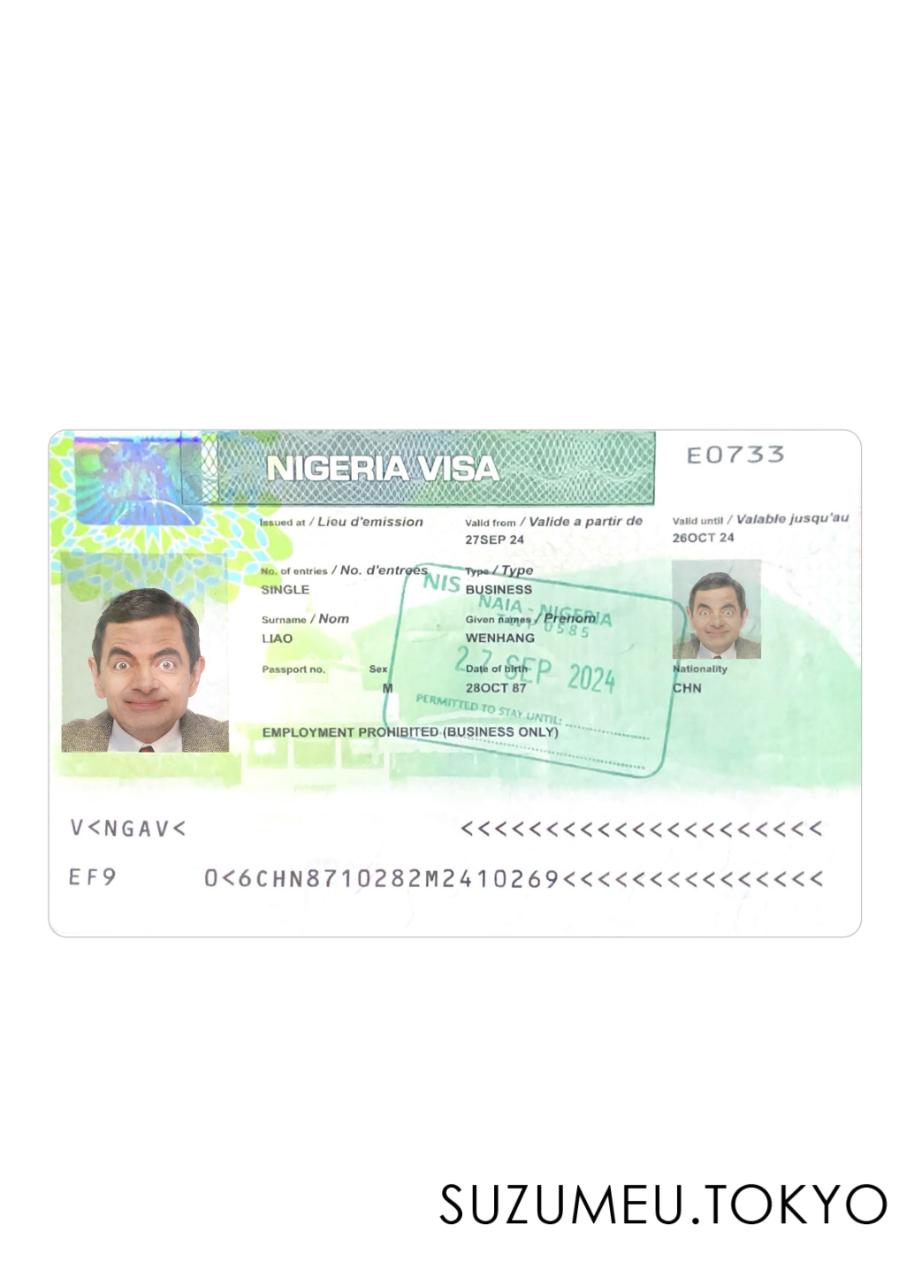 NIGERIA VISA
E0733
Issued at / Lieu d'emission
Valid from / Valide a partir de
Valid until / Valable jusqu'au
27SEP 24
26OCT 24
No. of entries / No. d'entrees
Type / Type
SINGLE
BUSINESS
NIS
NAIA - NIGERIA
0585
Surname / Nom
Given names / Prenom
LIAO
WENHANG
27 SEP 2024
Passport no.
Sex
Date of birth
Nationality
M
28OCT 87
CHN
PERMITTED TO STAY UNTIL:
EMPLOYMENT PROHIBITED (BUSINESS ONLY)
V<NGAV< <<<<<<<<<<<<<<<<<<<<<
EF9 0<6CHN8710282M2410269<<<<<<<<<<<<<<<
SUZUMEU.TOKYO